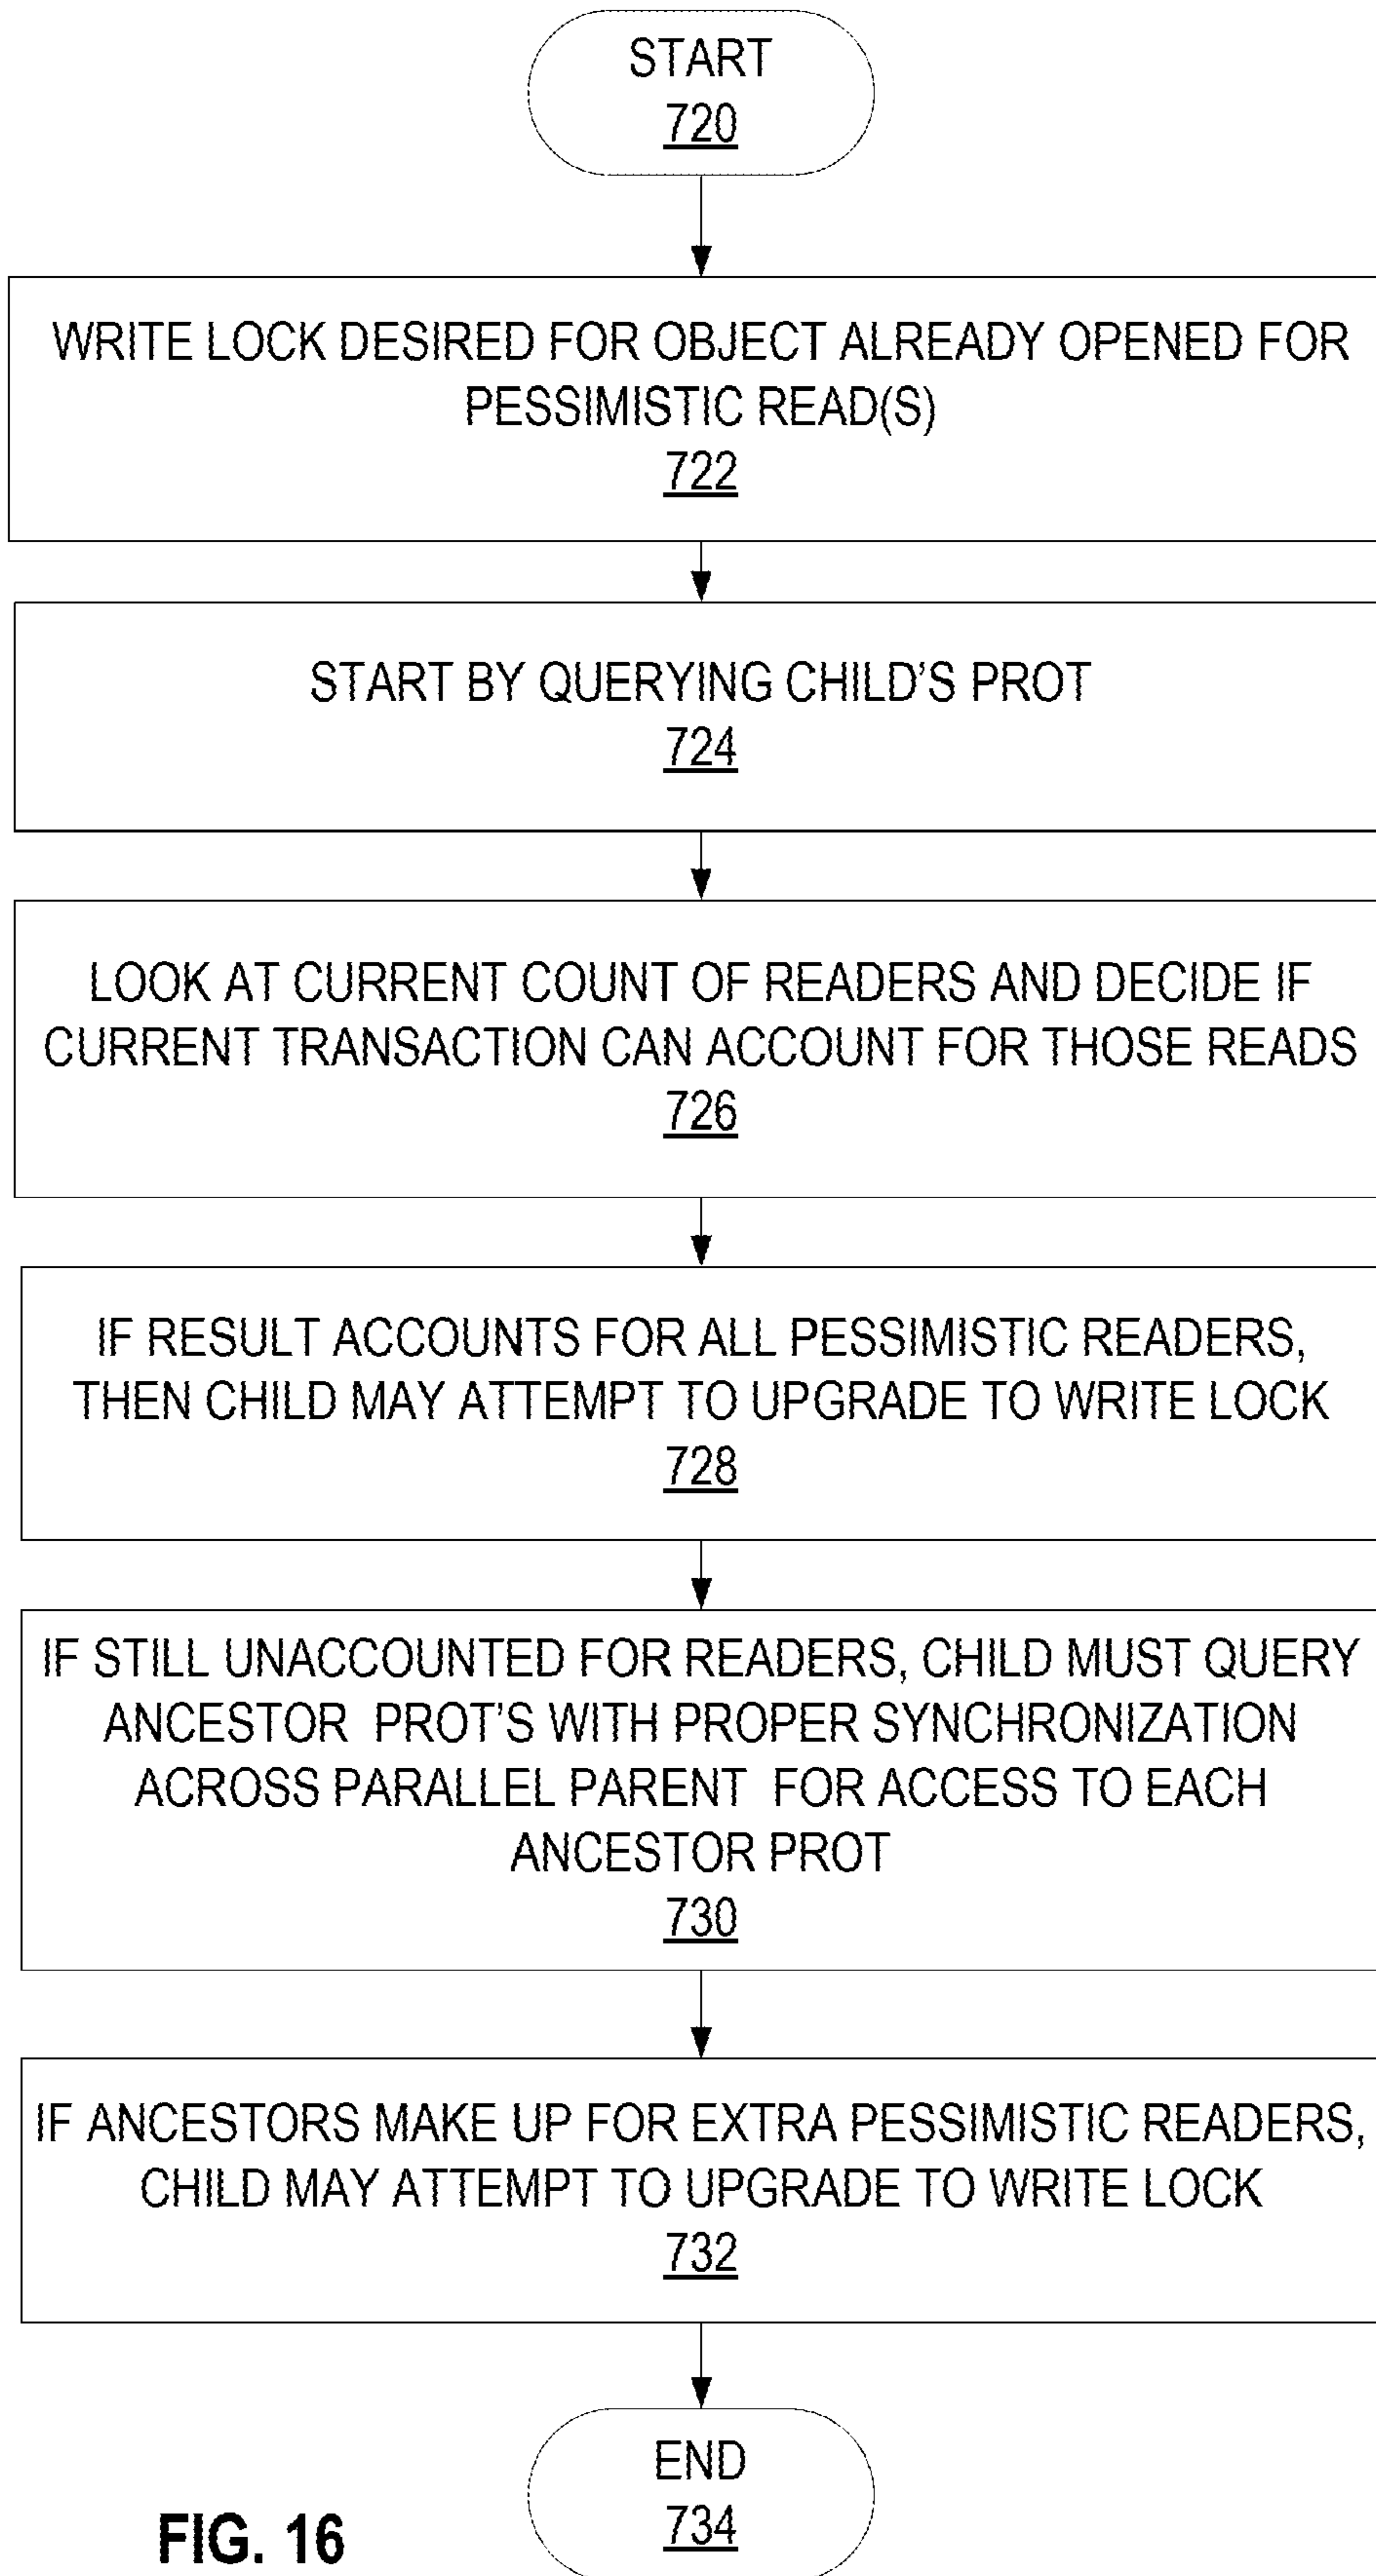 START
720
WRITE LOCK DESIRED FOR OBJECT ALREADY OPENED FOR
PESSIMISTIC READ(S)
722
START BY QUERYING CHILD'S PROT
724
LOOK AT CURRENT COUNT OF READERS AND DECIDE IF
CURRENT TRANSACTION CAN ACCOUNT FOR THOSE READS
726
IF RESULT ACCOUNTS FOR ALL PESSIMISTIC READERS,
THEN CHILD MAY ATTEMPT TO UPGRADE TO WRITE LOCK
728
IF STILL UNACCOUNTED FOR READERS, CHILD MUST QUERY
ANCESTOR PROT'S WITH PROPER SYNCHRONIZATION
ACROSS PARALLEL PARENT FOR ACCESS TO EACH
ANCESTOR PROT
730
IF ANCESTORS MAKE UP FOR EXTRA PESSIMISTIC READERS,
CHILD MAY ATTEMPT TO UPGRADE TO WRITE LOCK
732
END
734
FIG. 16